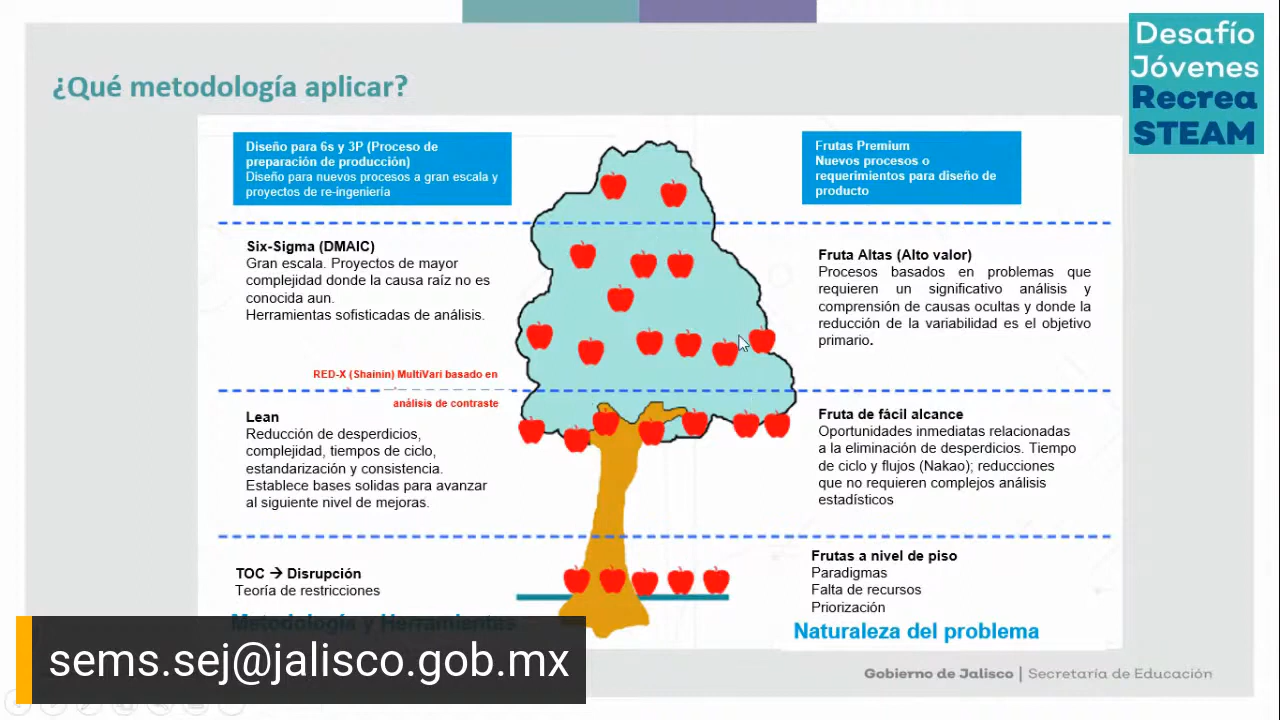 Desafío
Jóvenes
Recrea
STEAM
¿Qué metodología aplicar?
Diseño para 6s y 3P (Proceso de
preparación de producción)
Diseño para nuevos procesos a gran escala y
proyectos de re-ingeniería
Frutas Premium
Nuevos procesos o
requerimientos para diseño de
producto
Six-Sigma (DMAIC)
Gran escala. Proyectos de mayor
complejidad donde la causa raíz no es
conocida aun.
Herramientas sofisticadas de análisis.
Fruta Altas (Alto valor)
Procesos basados en problemas que
requieren un significativo análisis y
comprensión de causas ocultas y donde la
reducción de la variabilidad es el objetivo
primario.
RED-X (Shainin) MultiVari basado en
análisis de contraste
Lean
Reducción de desperdicios,
complejidad, tiempos de ciclo,
estandarización y consistencia.
Establece bases solidas para avanzar
al siguiente nivel de mejoras.
Fruta de fácil alcance
Oportunidades inmediatas relacionadas
a la eliminación de desperdicios. Tiempo
de ciclo y flujos (Nakao); reducciones
que no requieren complejos análisis
estadísticos
TOC → Disrupción
Teoría de restricciones
Frutas a nivel de piso
Paradigmas
Falta de recursos
Priorización
Metodología y Herramientas
Naturaleza del problema
sems.sej@jalisco.gob.mx
Gobierno de Jalisco | Secretaría de Educación